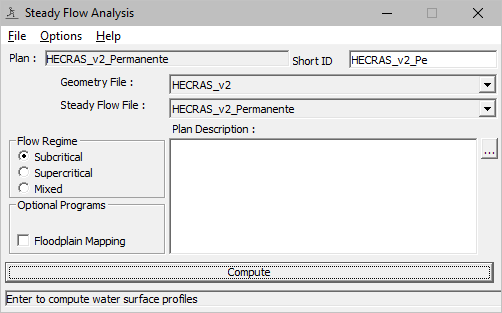 Steady Flow Analysis
File Options Help
Plan : HECRAS_v2_Permanente Short ID HECRAS_v2_Pe
Geometry File : HECRAS_v2
Steady Flow File : HECRAS_v2_Permanente
Plan Description :
Flow Regime
Subcritical
Supercritical
Mixed
...
Optional Programs
Floodplain Mapping
Compute
Enter to compute water surface profiles